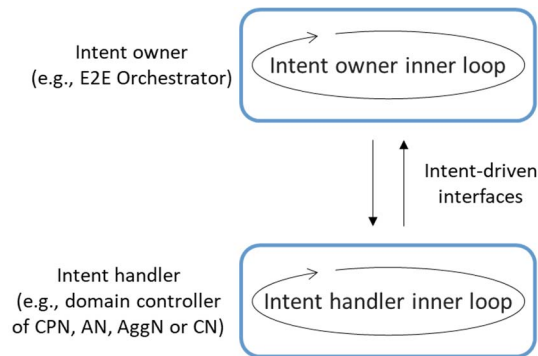 Intent owner
(e.g., E2E Orchestrator)
Intent owner inner loop
Intent-driven
interfaces
Intent handler
(e.g., domain controller
of CPN, AN, AggN or CN)
Intent handler inner loop